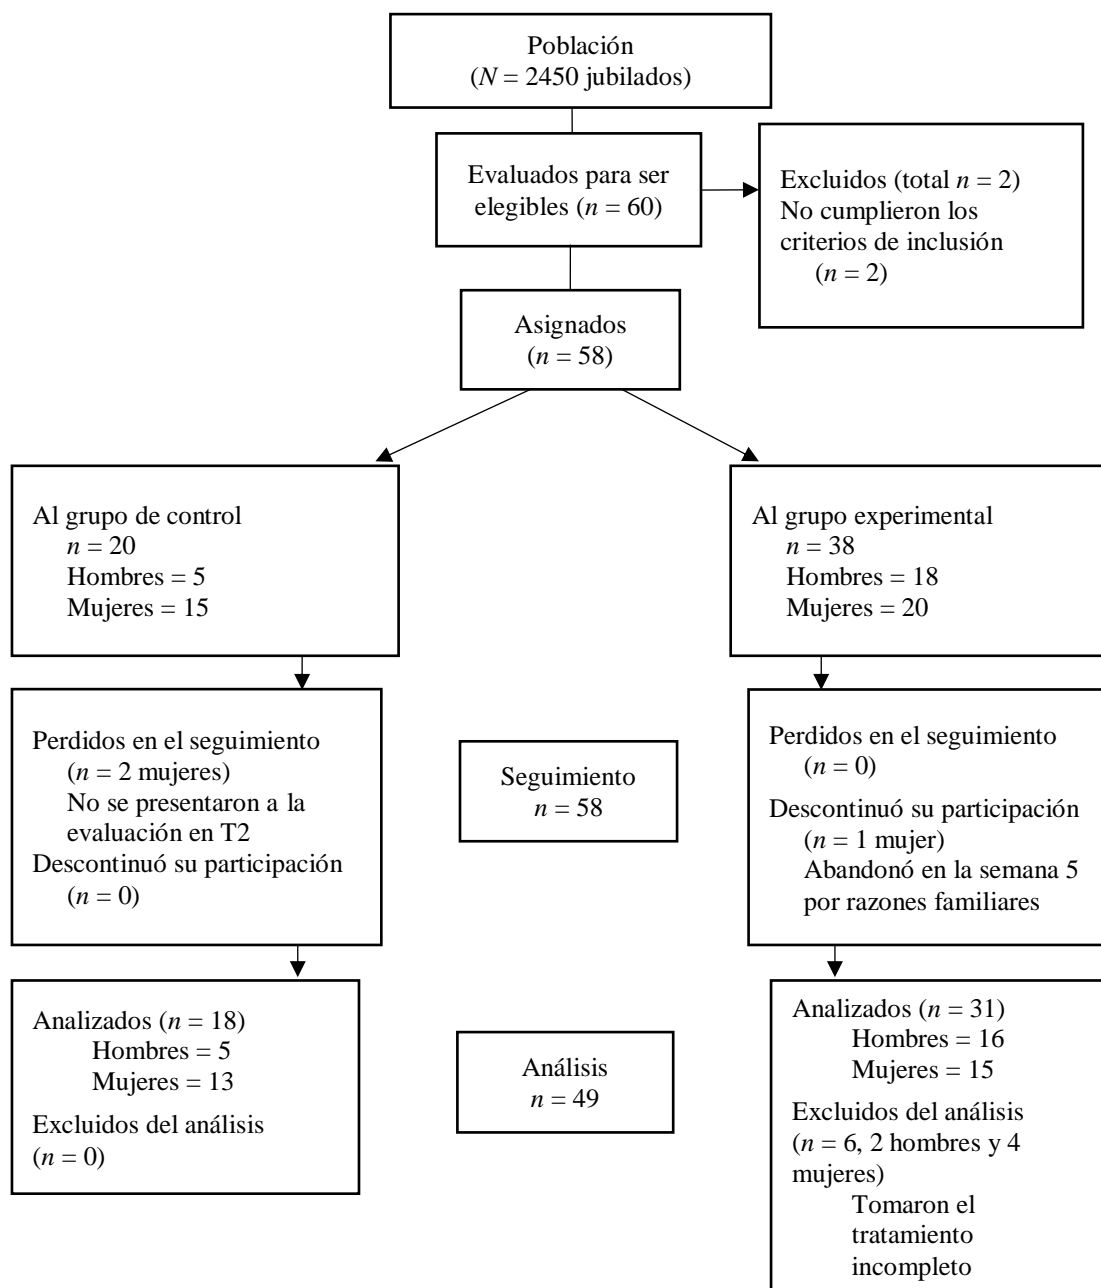 Población
(N = 2450 jubilados)
Evaluados para ser
elegibles (n = 60)
Excluidos (total n = 2)
No cumplieron los
criterios de inclusión
(n = 2)
Asignados
(n = 58)
Al grupo de control
n = 20
Hombres = 5
Mujeres = 15
Al grupo experimental
n = 38
Hombres = 18
Mujeres = 20
Perdidos en el seguimiento
(n = 2 mujeres)
No se presentaron a la
evaluación en T2
Descontinuó su participación
(n = 0)
Seguimiento
n = 58
Perdidos en el seguimiento
(n = 0)
Descontinuó su participación
(n = 1 mujer)
Abandonó en la semana 5
por razones familiares
Analizados (n = 18)
Hombres = 5
Mujeres = 13
Excluidos del análisis
(n = 0)
Análisis
n = 49
Analizados (n = 31)
Hombres = 16
Mujeres = 15
Excluidos del análisis
(n = 6, 2 hombres y 4
mujeres)
Tomaron el
tratamiento
incompleto